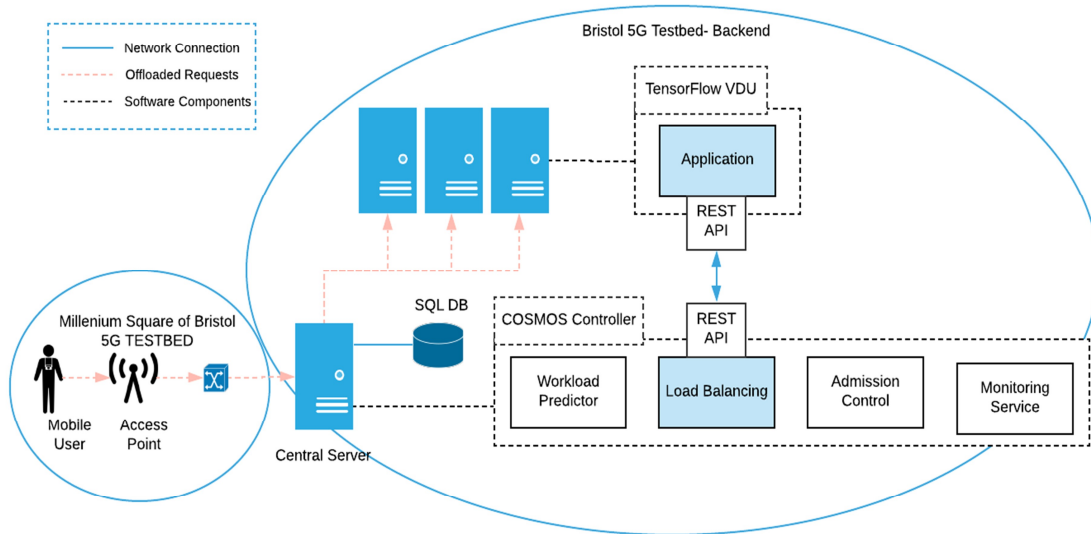 Bristol 5G Testbed- Backend
Network Connection
Offloaded Requests
Software Components
TensorFlow VDU
Application
REST
API
SQL DB
COSMOS Controller
REST
API
Workload
Predictor
Load Balancing
Admission
Control
Monitoring
Service
Millenium Square of Bristol
5G TESTBED
Mobile
User
Access
Point
Central Server